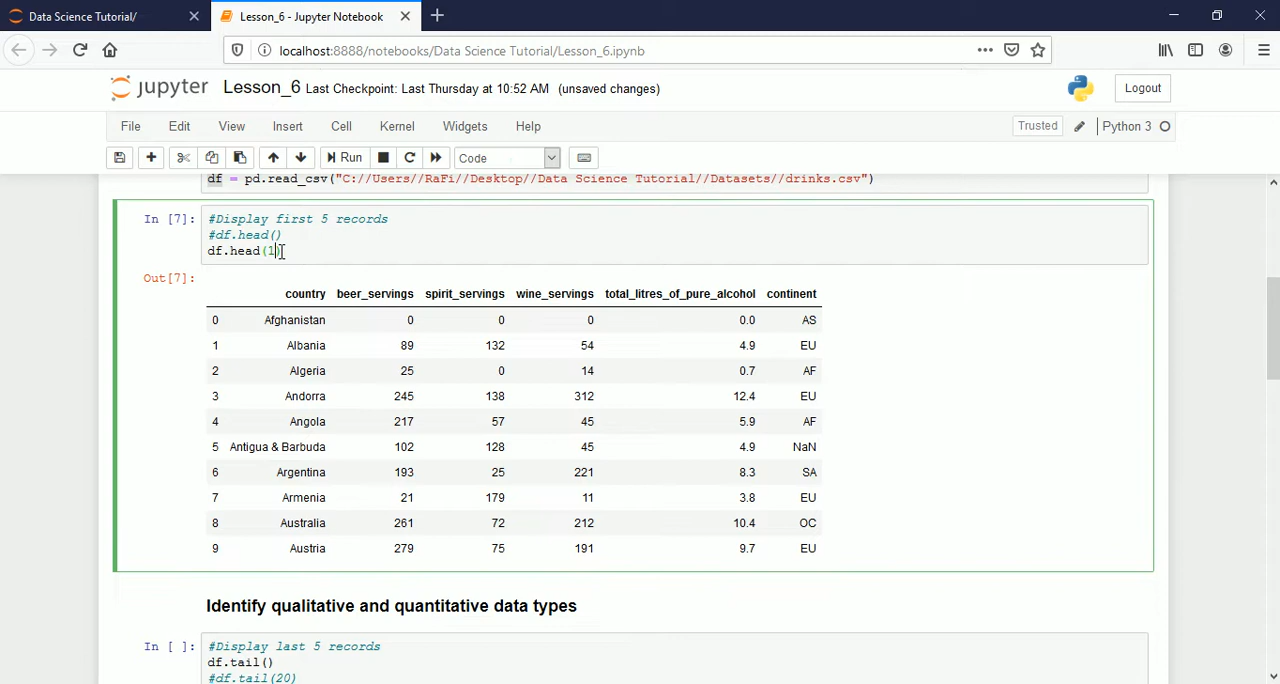 Data Science Tutorial/
Lesson_6 - Jupyter Notebook
localhost:8888/notebooks/Data Science Tutorial/Lesson_6.ipynb
jupyter Lesson_6 Last Checkpoint: Last Thursday at 10:52 AM (unsaved changes)
Logout
File Edit View Insert Cell Kernel Widgets Help
Trusted
Python 3
Run
Code
df = pd.read_csv("C://Users//RaFi//Desktop//Data Science Tutorial//Datasets//drinks.csv")
In [7]: #Display first 5 records
#df.head()
df.head(1)
Out[7]:
country beer_servings spirit_servings wine_servings total_litres_of_pure_alcohol continent
0 Afghanistan 0 0 0 0.0 AS
1 Albania 89 132 54 4.9 EU
2 Algeria 25 0 14 0.7 AF
3 Andorra 245 138 312 12.4 EU
4 Angola 217 57 45 5.9 AF
5 Antigua & Barbuda 102 128 45 4.9 NaN
6 Argentina 193 25 221 8.3 SA
7 Armenia 21 179 11 3.8 EU
8 Australia 261 72 212 10.4 OC
9 Austria 279 75 191 9.7 EU
Identify qualitative and quantitative data types
In [ ]: #Display last 5 records
df.tail()
#df.tail(20)